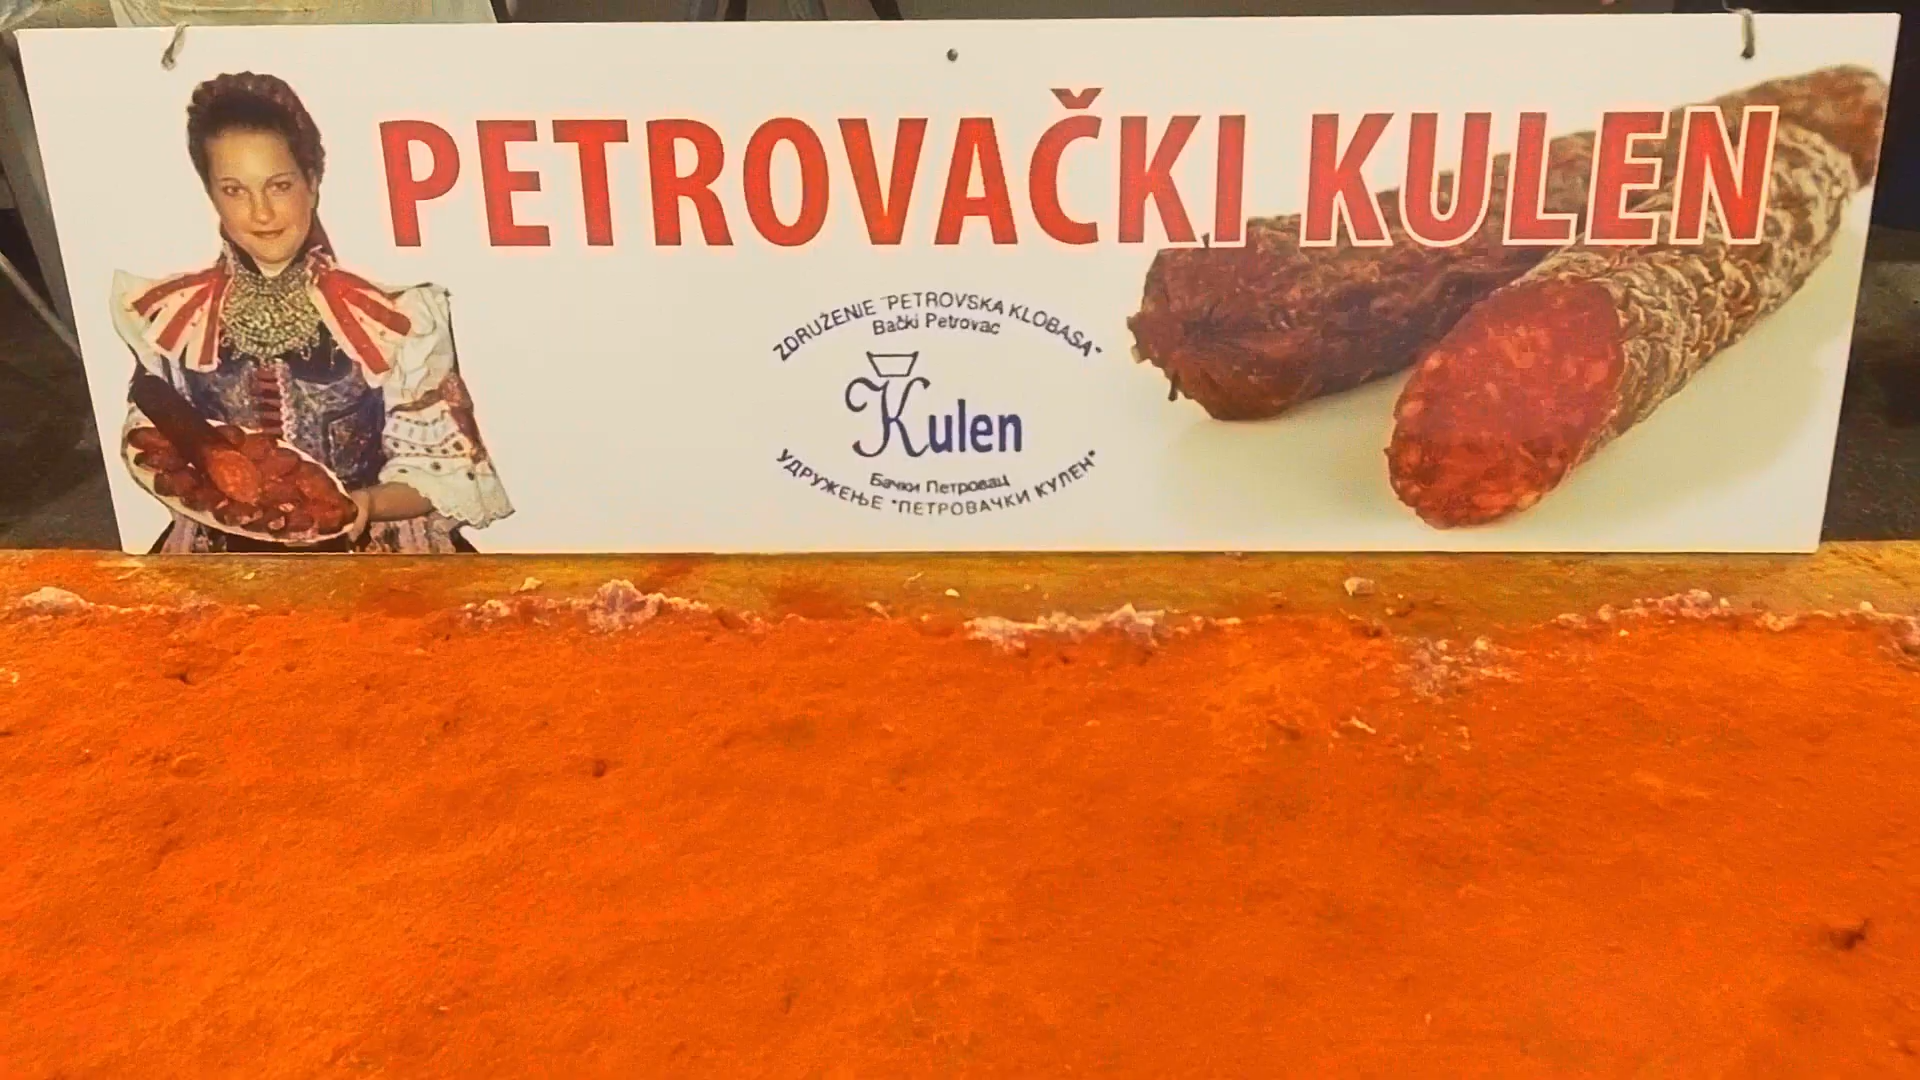 PETROVAČKI KULEN
ZDRUŽENIE "PETROVSKA KLOBASA"
Bački Petrovac
Kulen
Бачки Петровац
УДРУЖЕЊЕ "ПЕТРОВАЧКИ КУЛЕН"